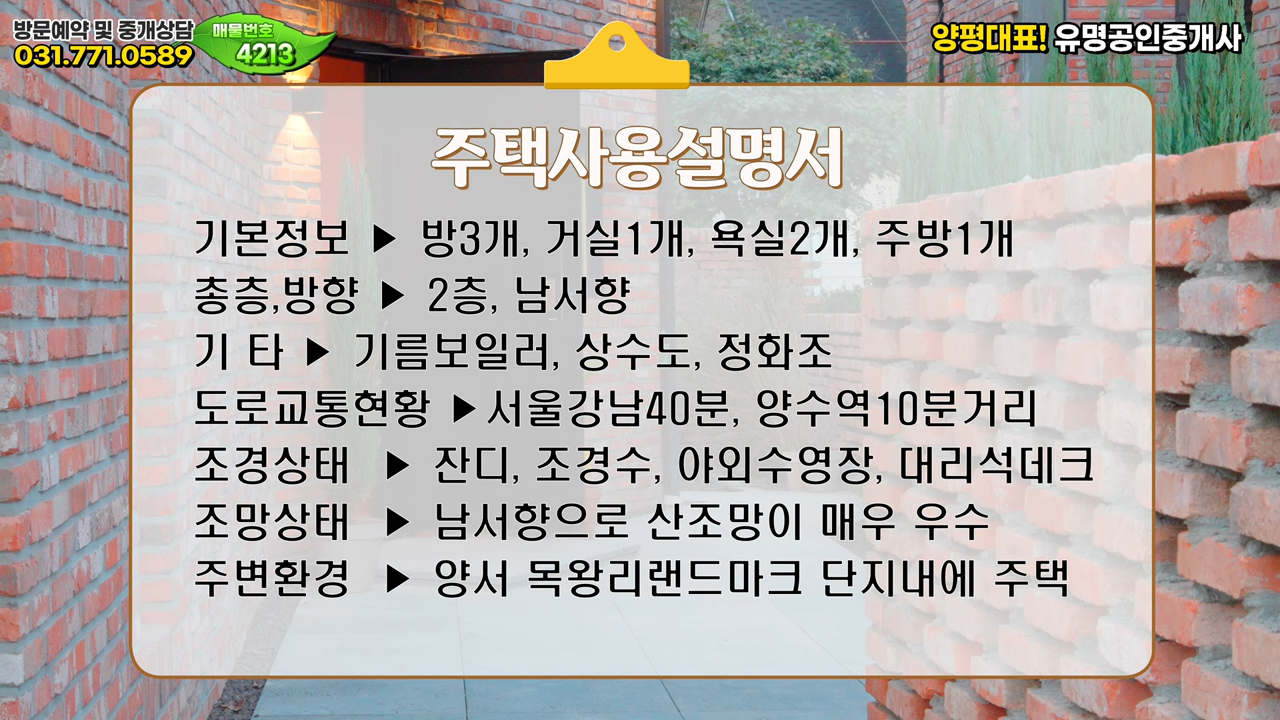 방문예약 및 중개상담
031.771.0589
매물번호
4213
양평대표! 유명공인중개사
주택사용설명서
기본정보 ▶ 방3개, 거실1개, 욕실2개, 주방1개
총층,방향 ▶ 2층, 남서향
기 타 ▶ 기름보일러, 상수도, 정화조
도로교통현황 ▶서울강남40분, 양수역10분거리
조경상태 ▶ 잔디, 조경수, 야외수영장, 대리석데크
조망상태 ▶ 남서향으로 산조망이 매우 우수
주변환경 ▶ 양서 목왕리랜드마크 단지내에 주택